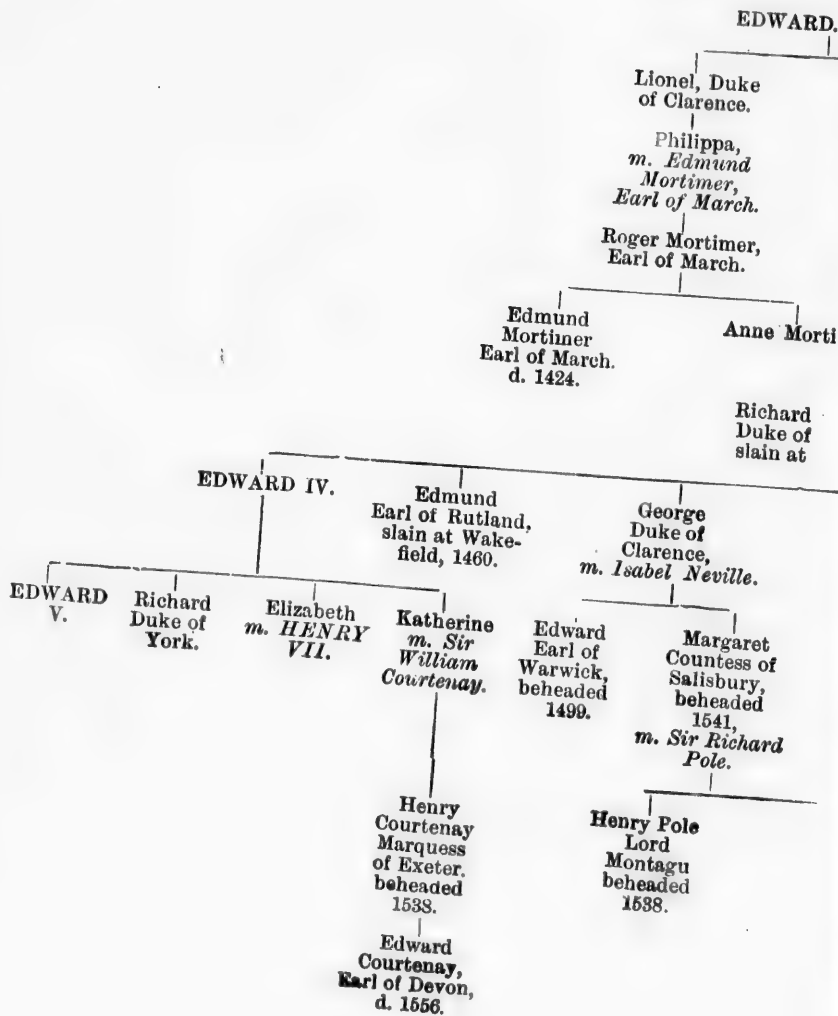 EDWARD.
Lionel, Duke
of Clarence.
Philippa,
m. Edmund
Mortimer,
Earl of March.
Roger Mortimer,
Earl of March.
Edmund
Mortimer
Earl of March.
d. 1424.
Anne Morti
Richard
Duke of
slain at
EDWARD IV.
Edmund
Earl of Rutland,
slain at Wake-
field, 1460.
George
Duke of
Clarence,
m. Isabel Neville.
EDWARD
V.
Richard
Duke of
York.
Elizabeth
m. HENRY
VII.
Katherine
m. Sir
William
Courtenay.
Edward
Earl of
Warwick,
beheaded
1499.
Margaret
Countess of
Salisbury,
beheaded
1541,
m. Sir Richard
Pole.
Henry
Courtenay
Marquess
of Exeter.
beheaded
1538.
Henry Pole
Lord
Montagu
beheaded
1538.
Edward
Courtenay,
Earl of Devon,
d. 1556.